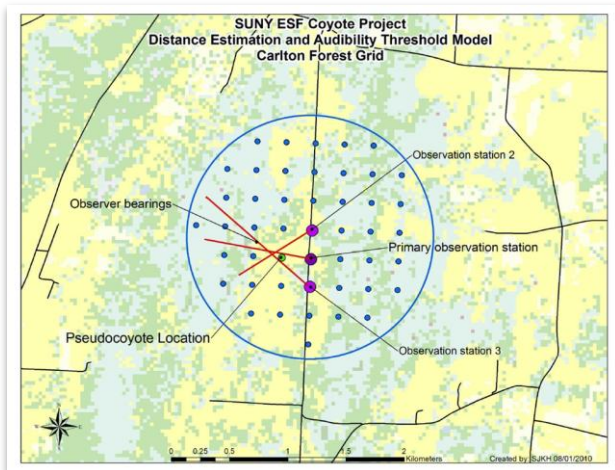 SUNY ESF Coyote Project
Distance Estimation and Audibility Threshold Model
Carlton Forest Grid
Observation station 2
Observer bearings
Primary observation station
Pseudocoyote Location
Observation station 3
0 0.25 0.5 1 1.5 2
Kilometers
Created by: SJKH 08/01/2010